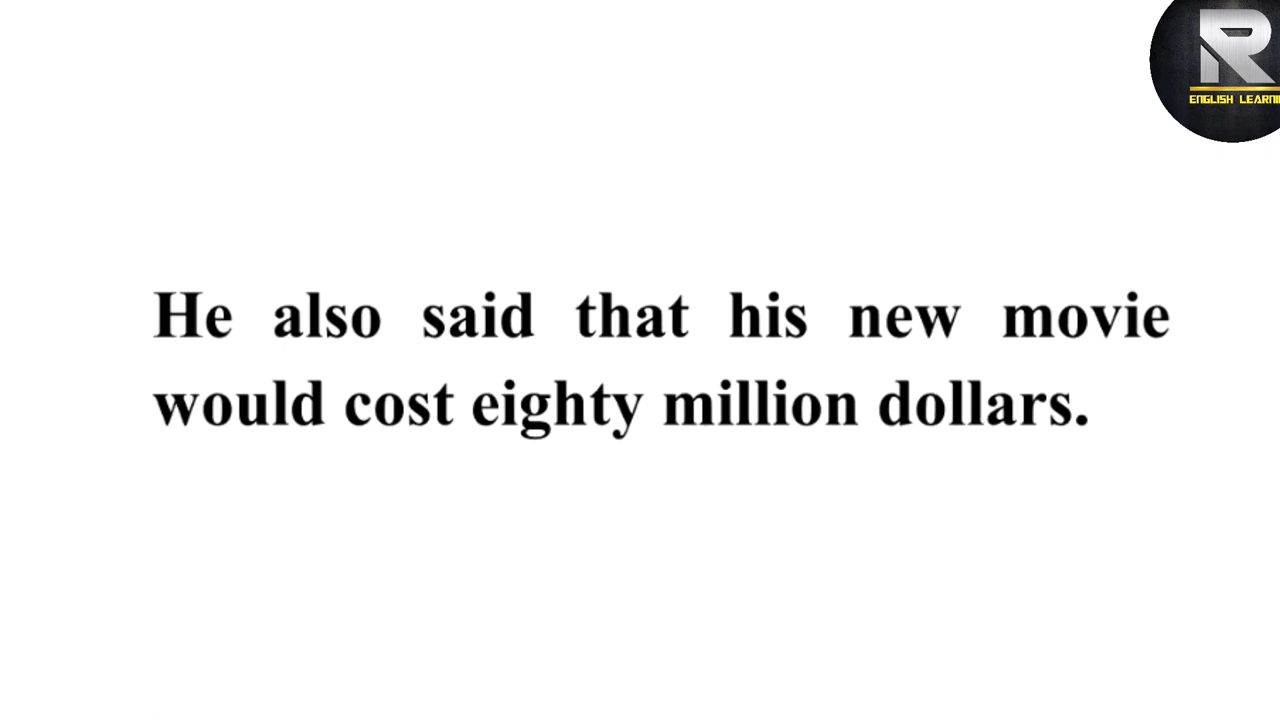 R
ENGLISH LEARNI
He also said that his new movie
would cost eighty million dollars.